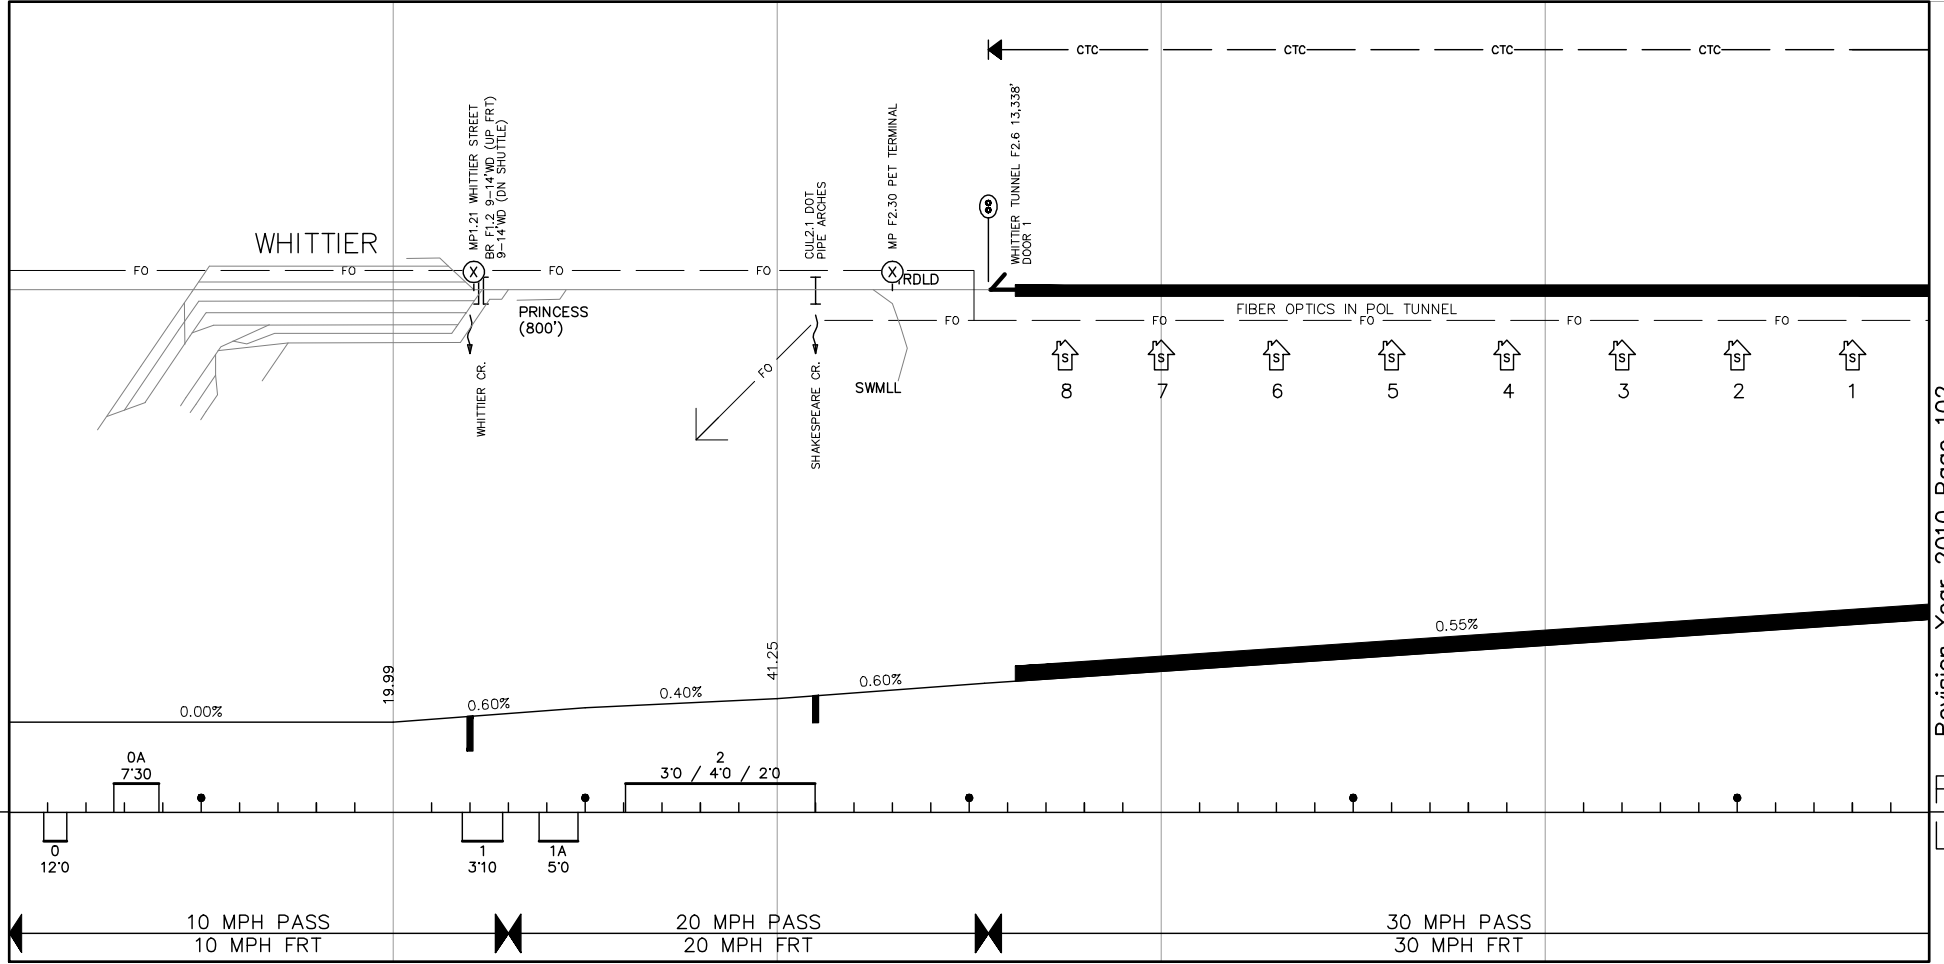 CTC CTC CTC CTC
WHITTIER
MP1.21 WHITTIER STREET
BR F1.2 9-14'WD (UP FRT)
9-14'WD (DN SHUTTLE)
CUL2.1 DOT
PIPE ARCHES
MP F2.30 PET TERMINAL
WHITTIER TUNNEL F2.6 13,338'
DOOR 1
FO FO FO FO
X X
YRDLD
PRINCESS
(800')
FIBER OPTICS IN POL TUNNEL
FO FO FO FO FO
FO
S S S S S S S S
8 7 6 5 4 3 2 1
SWMLL
WHITTIER CR.
SHAKESPEARE CR.
Revision Year 2010 Page 102
0.55%
19.99
41.25
0.00%
0.60%
0.40%
0.60%
0A
7°30
2
3°0 / 4°0 / 2°0
0
12°0
1
3°10
1A
5°0
10 MPH PASS
10 MPH FRT
20 MPH PASS
20 MPH FRT
30 MPH PASS
30 MPH FRT